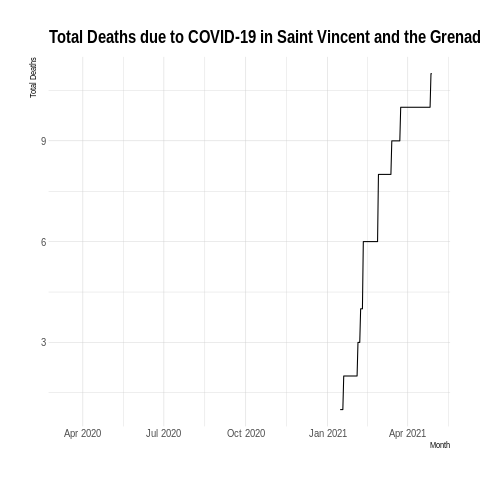 Total Deaths due to COVID-19 in Saint Vincent and the Grenad
Total Deaths
9
6
3
Apr 2020 Jul 2020 Oct 2020 Jan 2021 Apr 2021
Month